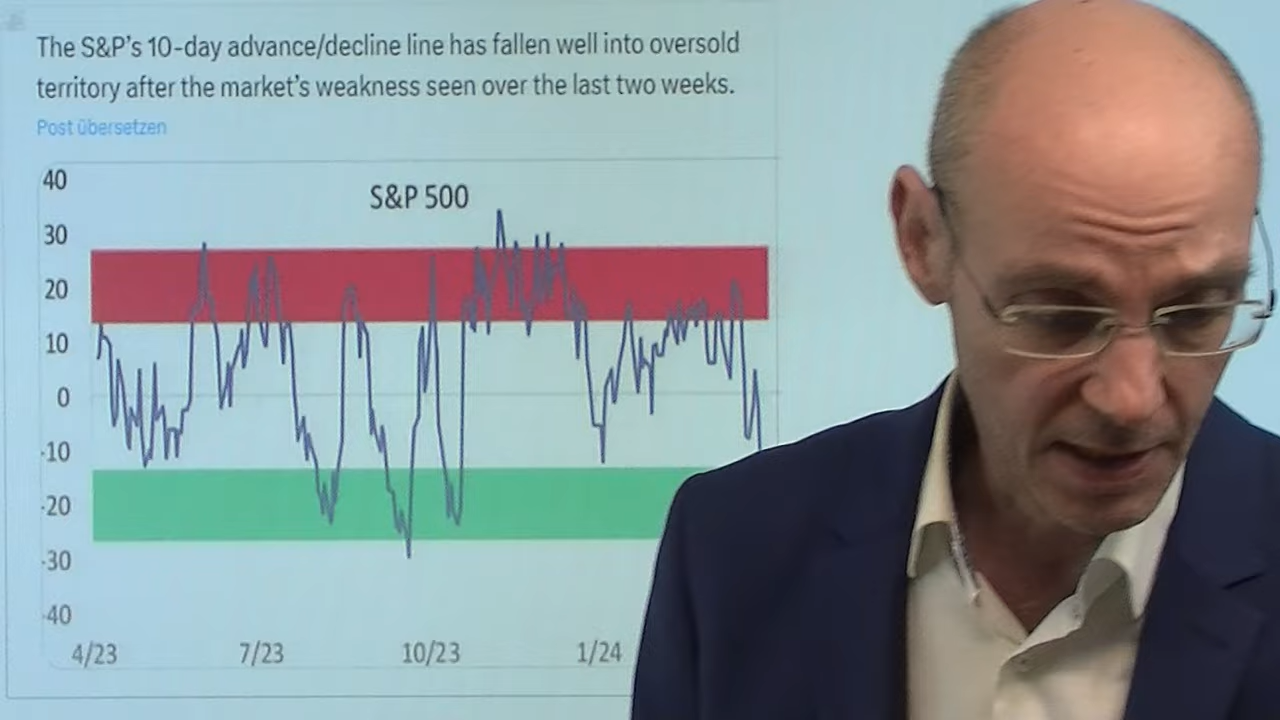 The S&P's 10-day advance/decline line has fallen well into oversold
territory after the market's weakness seen over the last two weeks.
Post übersetzen
S&P 500
40
30
20
10
0
-10
-20
-30
-40
4/23 7/23 10/23 1/24